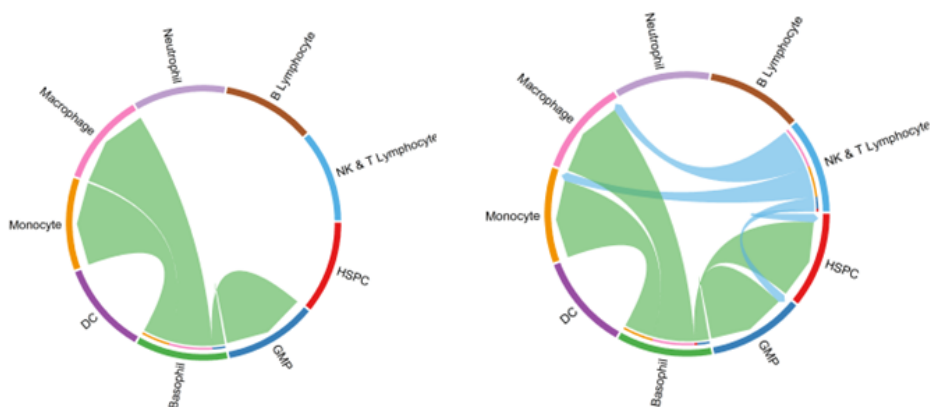 Neutrophil
B Lymphocyte
Macrophage
NK & T Lymphocyte
Monocyte
HSPC
DC
GMP
Basophil
Neutrophil
B Lymphocyte
Macrophage
NK & T Lymphocyte
Monocyte
HSPC
DC
GMP
Basophil